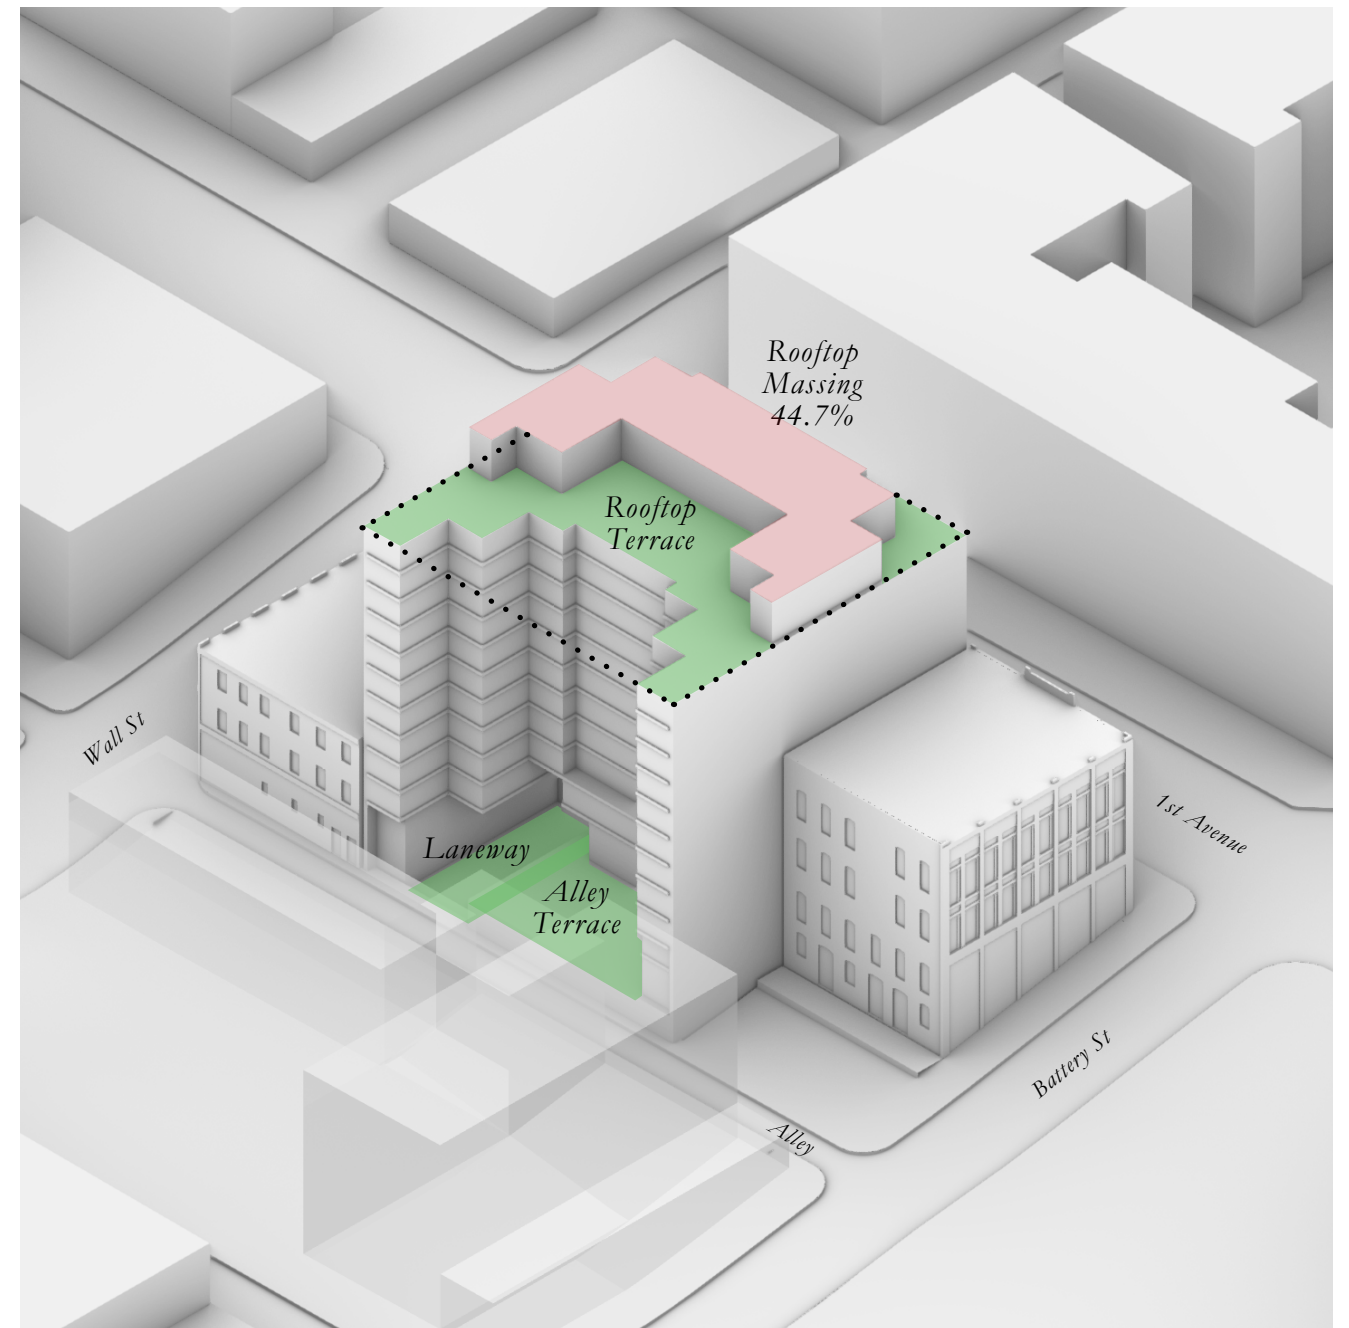 Rooftop
Massing
44.7%
Rooftop
Terrace
Wall St
1st Avenue
Laneway
Alley
Terrace
Battery St
Alley